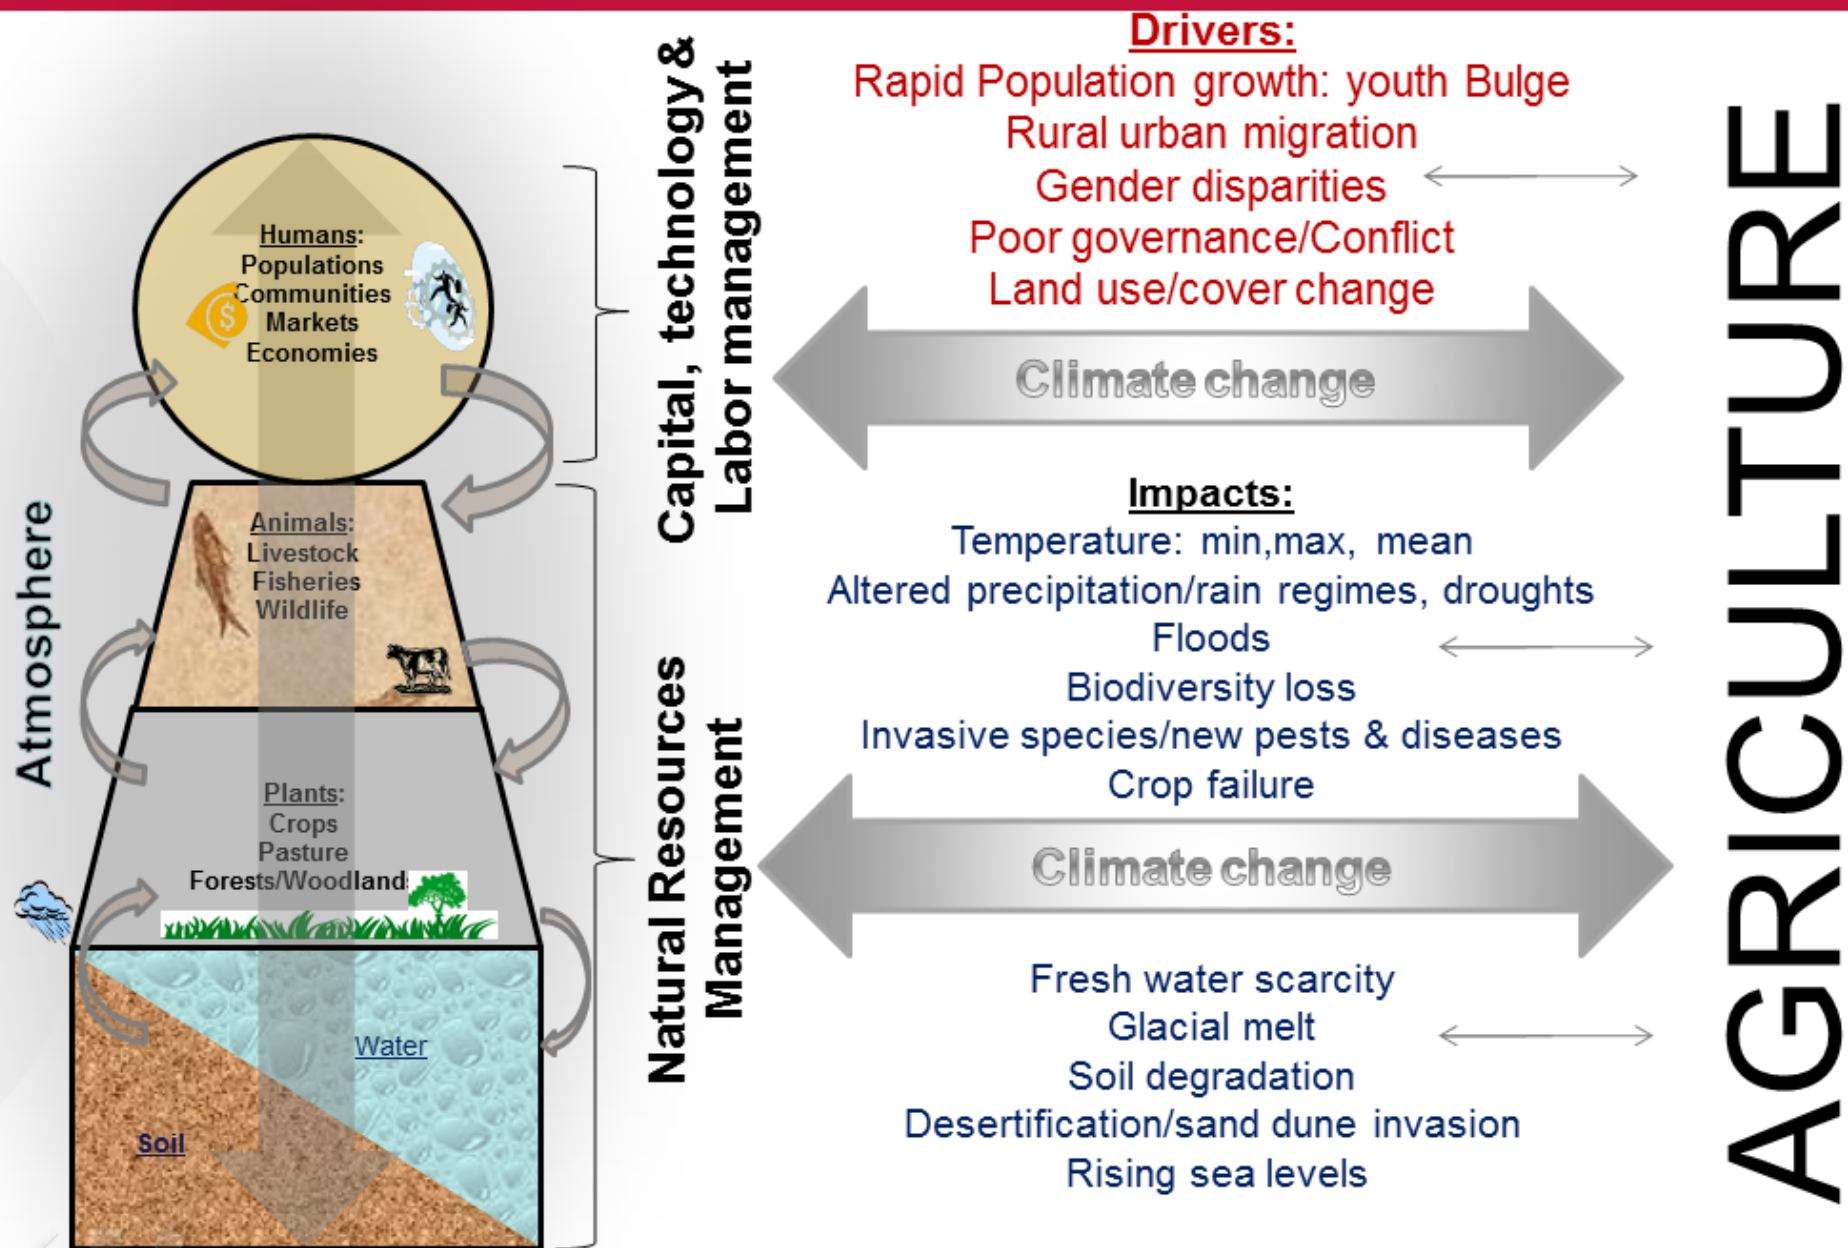 Drivers:
Rapid Population growth: youth Bulge
Rural urban migration
Gender disparities
Poor governance/Conflict
Land use/cover change
Climate change
Impacts:
Temperature: min,max, mean
Altered precipitation/rain regimes, droughts
Floods
Biodiversity loss
Invasive species/new pests & diseases
Crop failure
Climate change
Fresh water scarcity
Glacial melt
Soil degradation
Desertification/sand dune invasion
Rising sea levels
AGRICULTURE
Capital, technology &
Labor management
Natural Resources
Management
Atmosphere
Humans:
Populations
Communities
$
Markets
Economies
Animals:
Livestock
Fisheries
Wildlife
Plants:
Crops
Pasture
Forests/Woodlands
Water
Soil